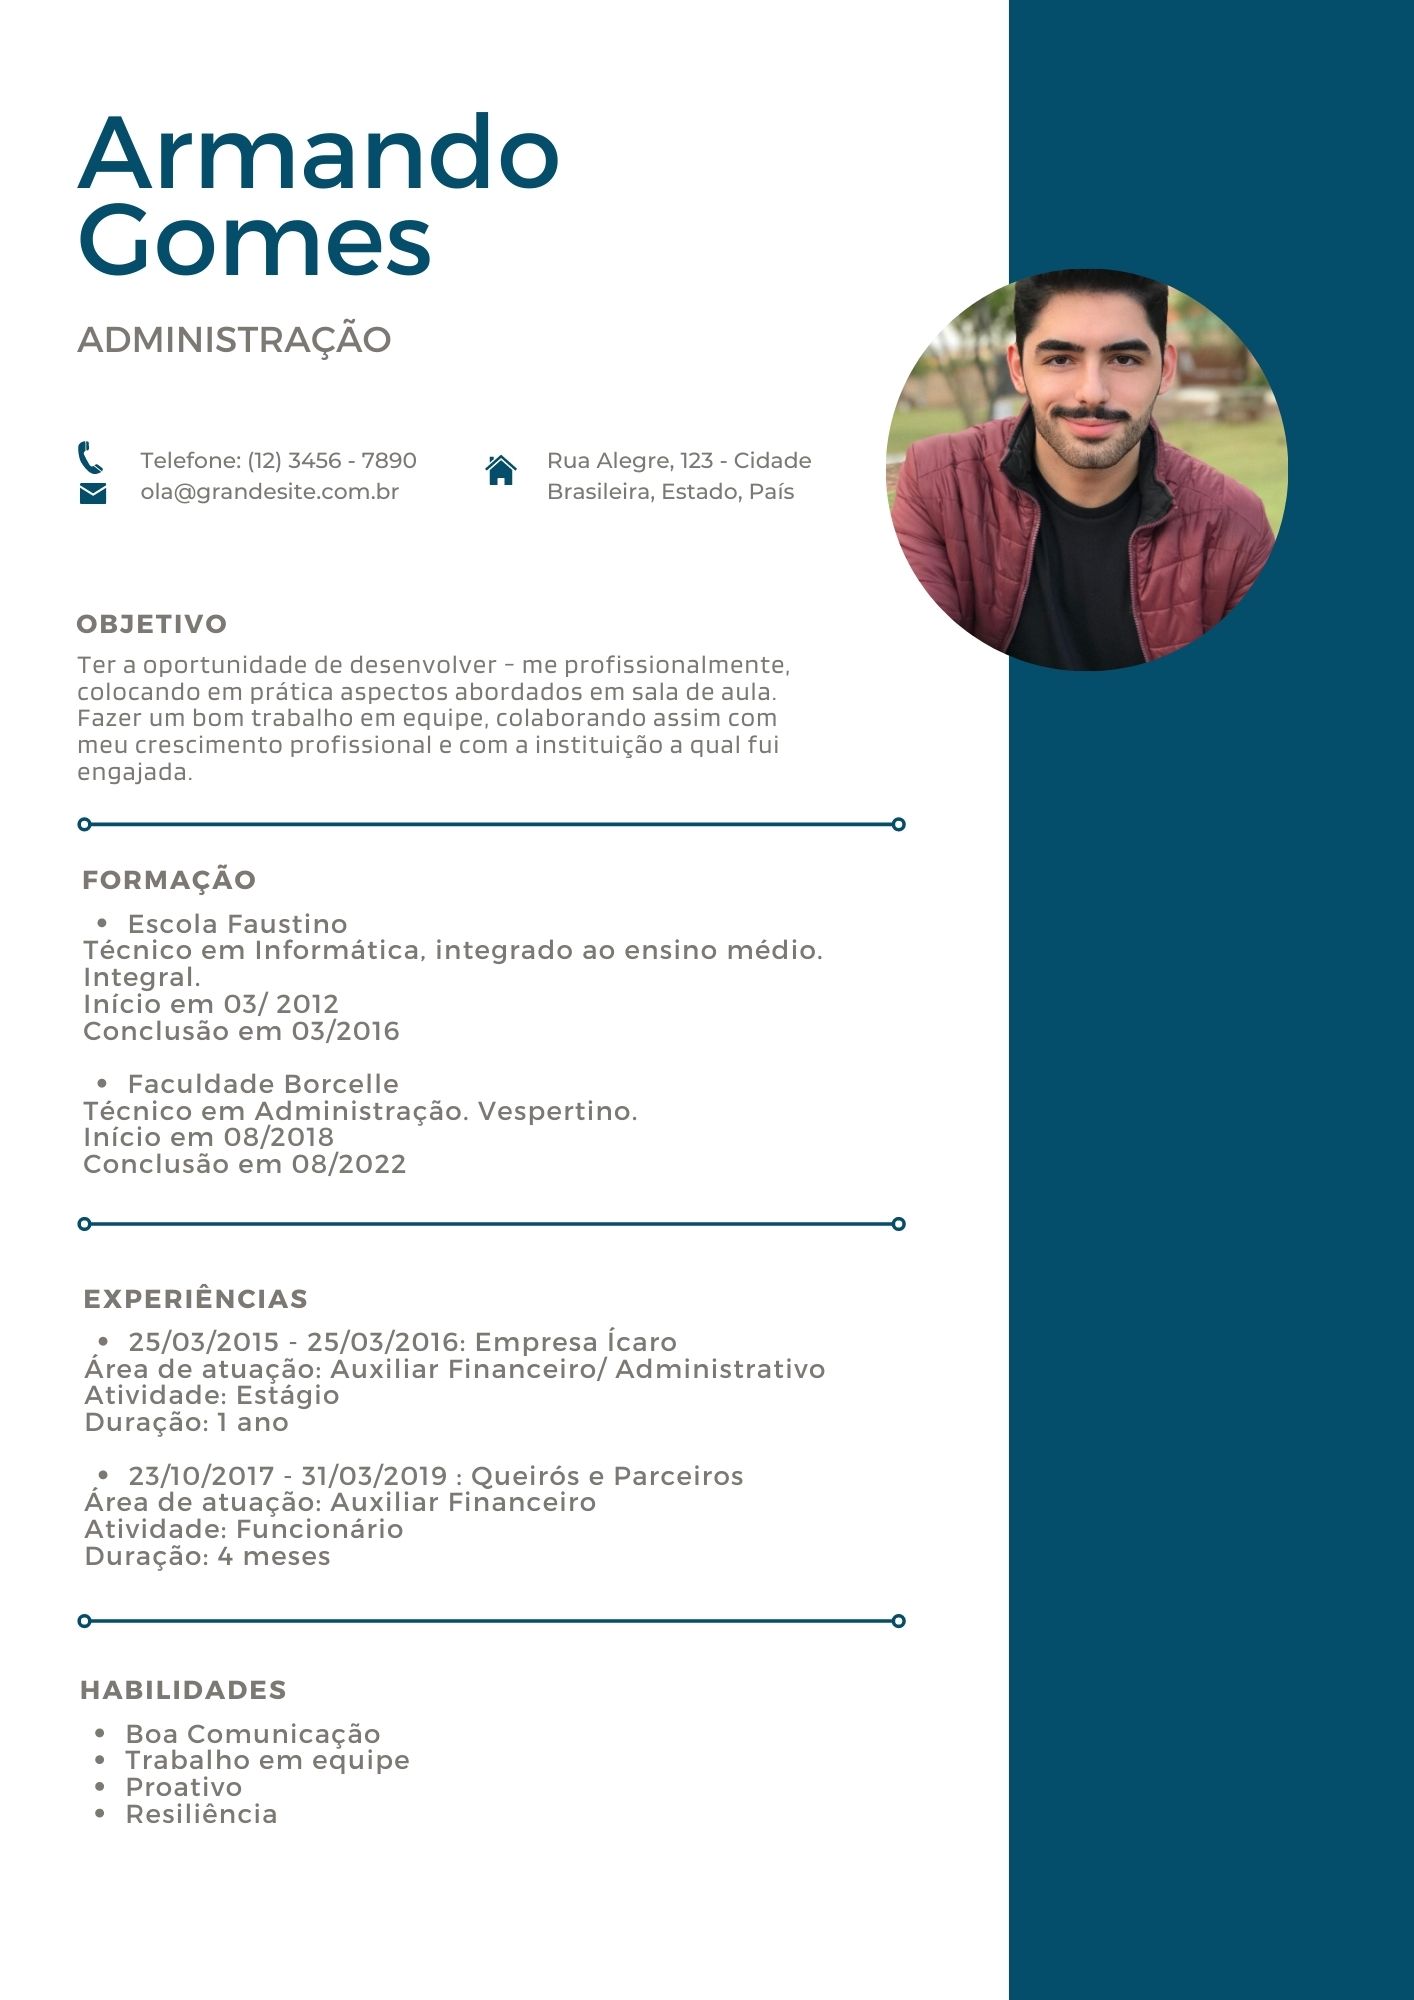 Armando
Gomes
ADMINISTRAÇÃO
Telefone: (12) 3456 - 7890
ola@grandesite.com.br
Rua Alegre, 123 - Cidade
Brasileira, Estado, País
OBJETIVO
Ter a oportunidade de desenvolver - me profissionalmente,
colocando em prática aspectos abordados em sala de aula.
Fazer um bom trabalho em equipe, colaborando assim com
meu crescimento profissional e com a instituição a qual fui
engajada.
FORMAÇÃO
• Escola Faustino
Técnico em Informática, integrado ao ensino médio.
Integral.
Início em 03/ 2012
Conclusão em 03/2016
• Faculdade Borcelle
Técnico em Administração. Vespertino.
Início em 08/2018
Conclusão em 08/2022
EXPERIÊNCIAS
• 25/03/2015 - 25/03/2016: Empresa Ícaro
Área de atuação: Auxiliar Financeiro/ Administrativo
Atividade: Estágio
Duração: 1 ano
• 23/10/2017 - 31/03/2019 : Queirós e Parceiros
Área de atuação: Auxiliar Financeiro
Atividade: Funcionário
Duração: 4 meses
HABILIDADES
• Boa Comunicação
• Trabalho em equipe
• Proativo
• Resiliência